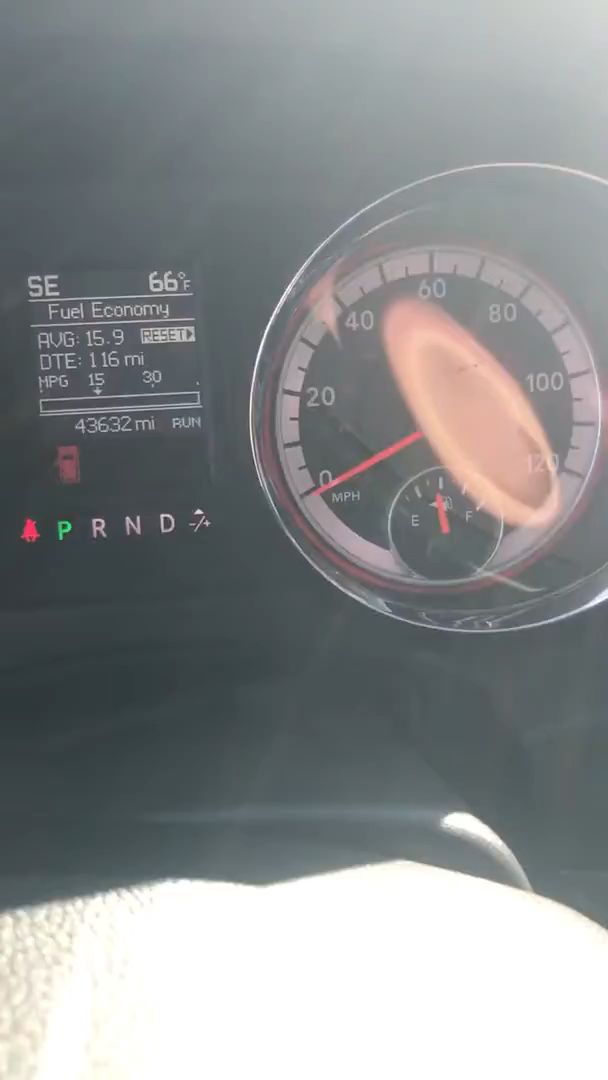 SE 66°F
Fuel Economy
AVG: 15.9 RESET
DTE: 116 mi
MPG 15 30
43632 mi RUN
P R N D -/+
0 20 40 60 80 100 120
MPH
E F